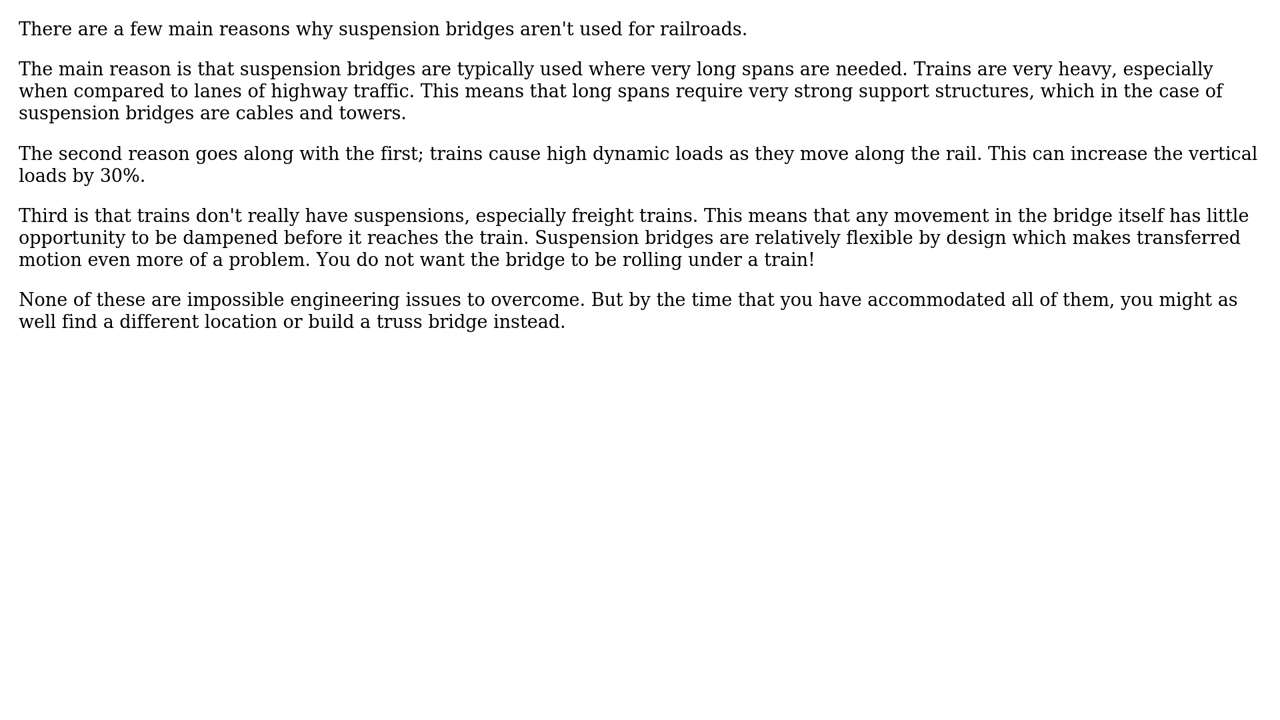 There are a few main reasons why suspension bridges aren't used for railroads.
The main reason is that suspension bridges are typically used where very long spans are needed. Trains are very heavy, especially
when compared to lanes of highway traffic. This means that long spans require very strong support structures, which in the case of
suspension bridges are cables and towers.
The second reason goes along with the first; trains cause high dynamic loads as they move along the rail. This can increase the vertical
loads by 30%.
Third is that trains don't really have suspensions, especially freight trains. This means that any movement in the bridge itself has little
opportunity to be dampened before it reaches the train. Suspension bridges are relatively flexible by design which makes transferred
motion even more of a problem. You do not want the bridge to be rolling under a train!
None of these are impossible engineering issues to overcome. But by the time that you have accommodated all of them, you might as
well find a different location or build a truss bridge instead.